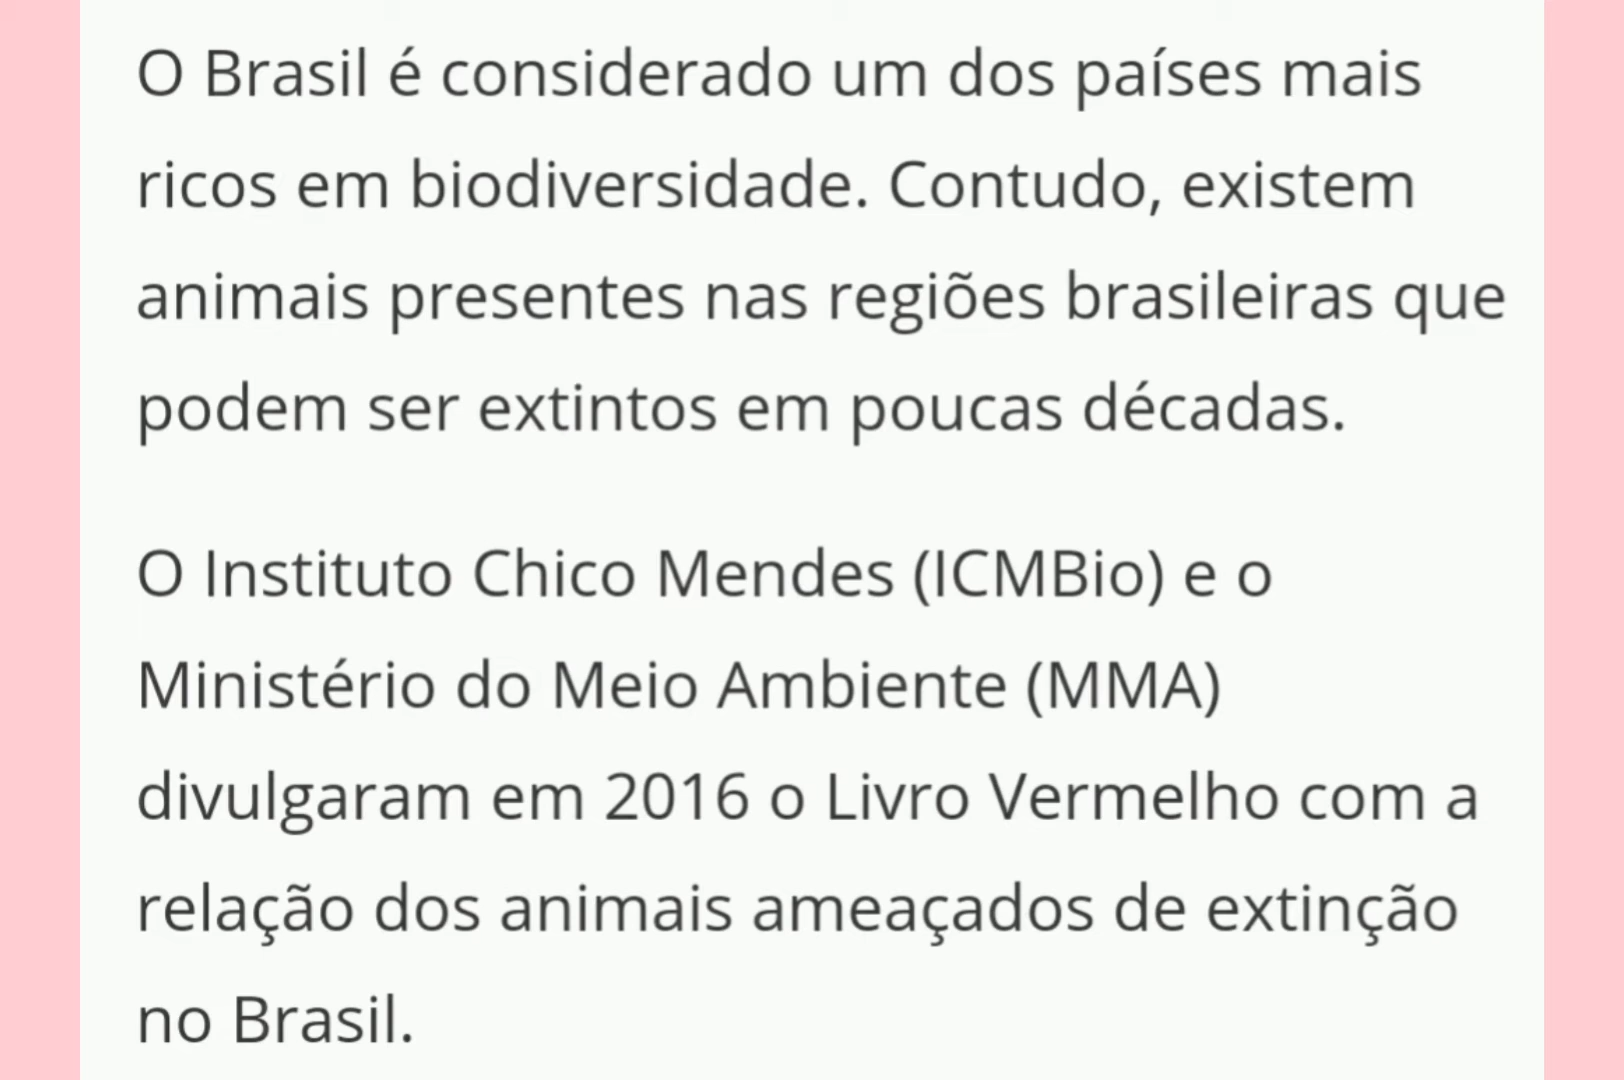 O Brasil é considerado um dos países mais
ricos em biodiversidade. Contudo, existem
animais presentes nas regiões brasileiras que
podem ser extintos em poucas décadas.
O Instituto Chico Mendes (ICMBio) e o
Ministério do Meio Ambiente (MMA)
divulgaram em 2016 o Livro Vermelho com a
relação dos animais ameaçados de extinção
no Brasil.